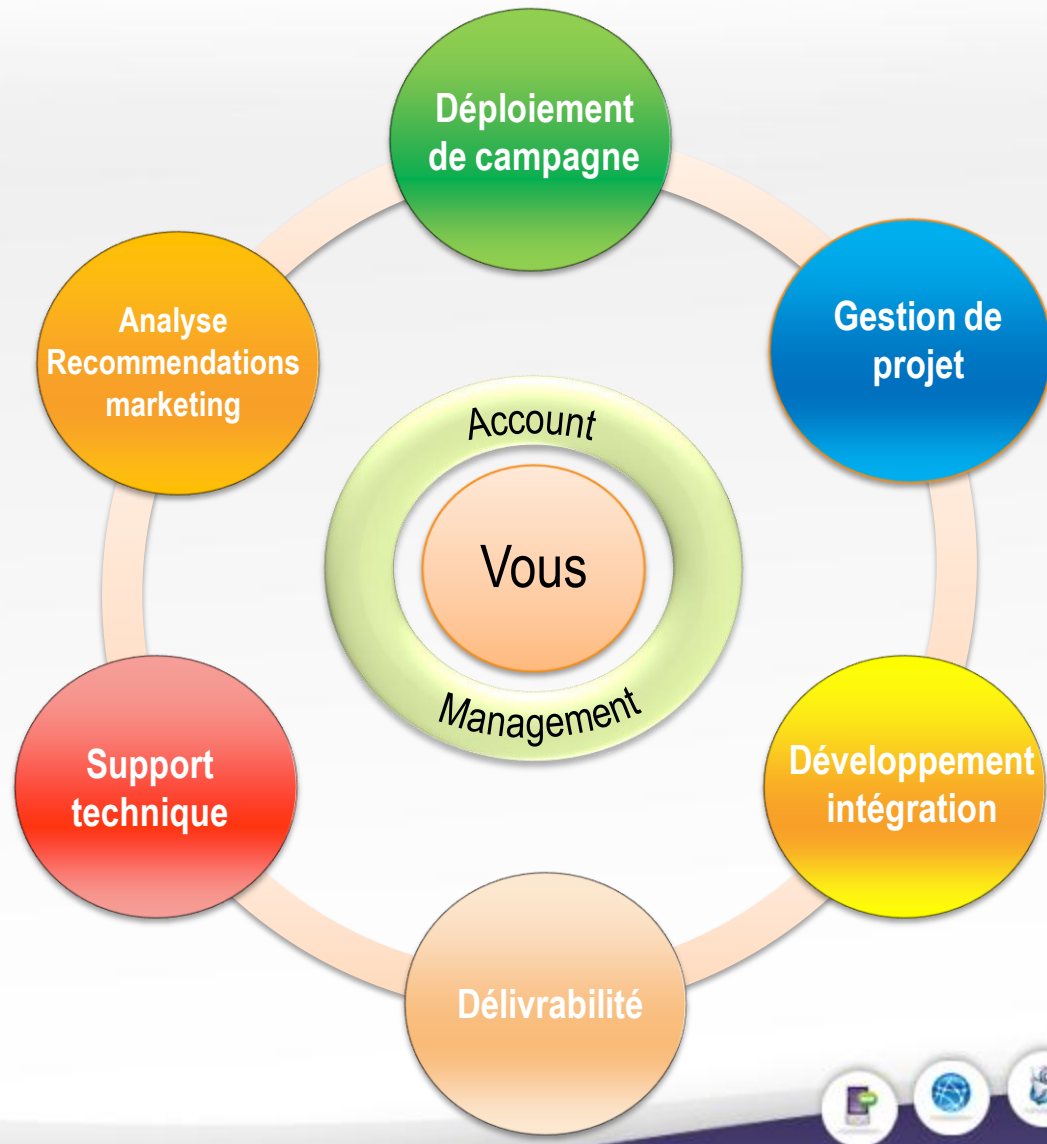 Déploiement
de campagne
Gestion de
projet
Analyse
Recommendations
marketing
Account
Vous
Management
Support
technique
Développement
intégration
Délivrabilité